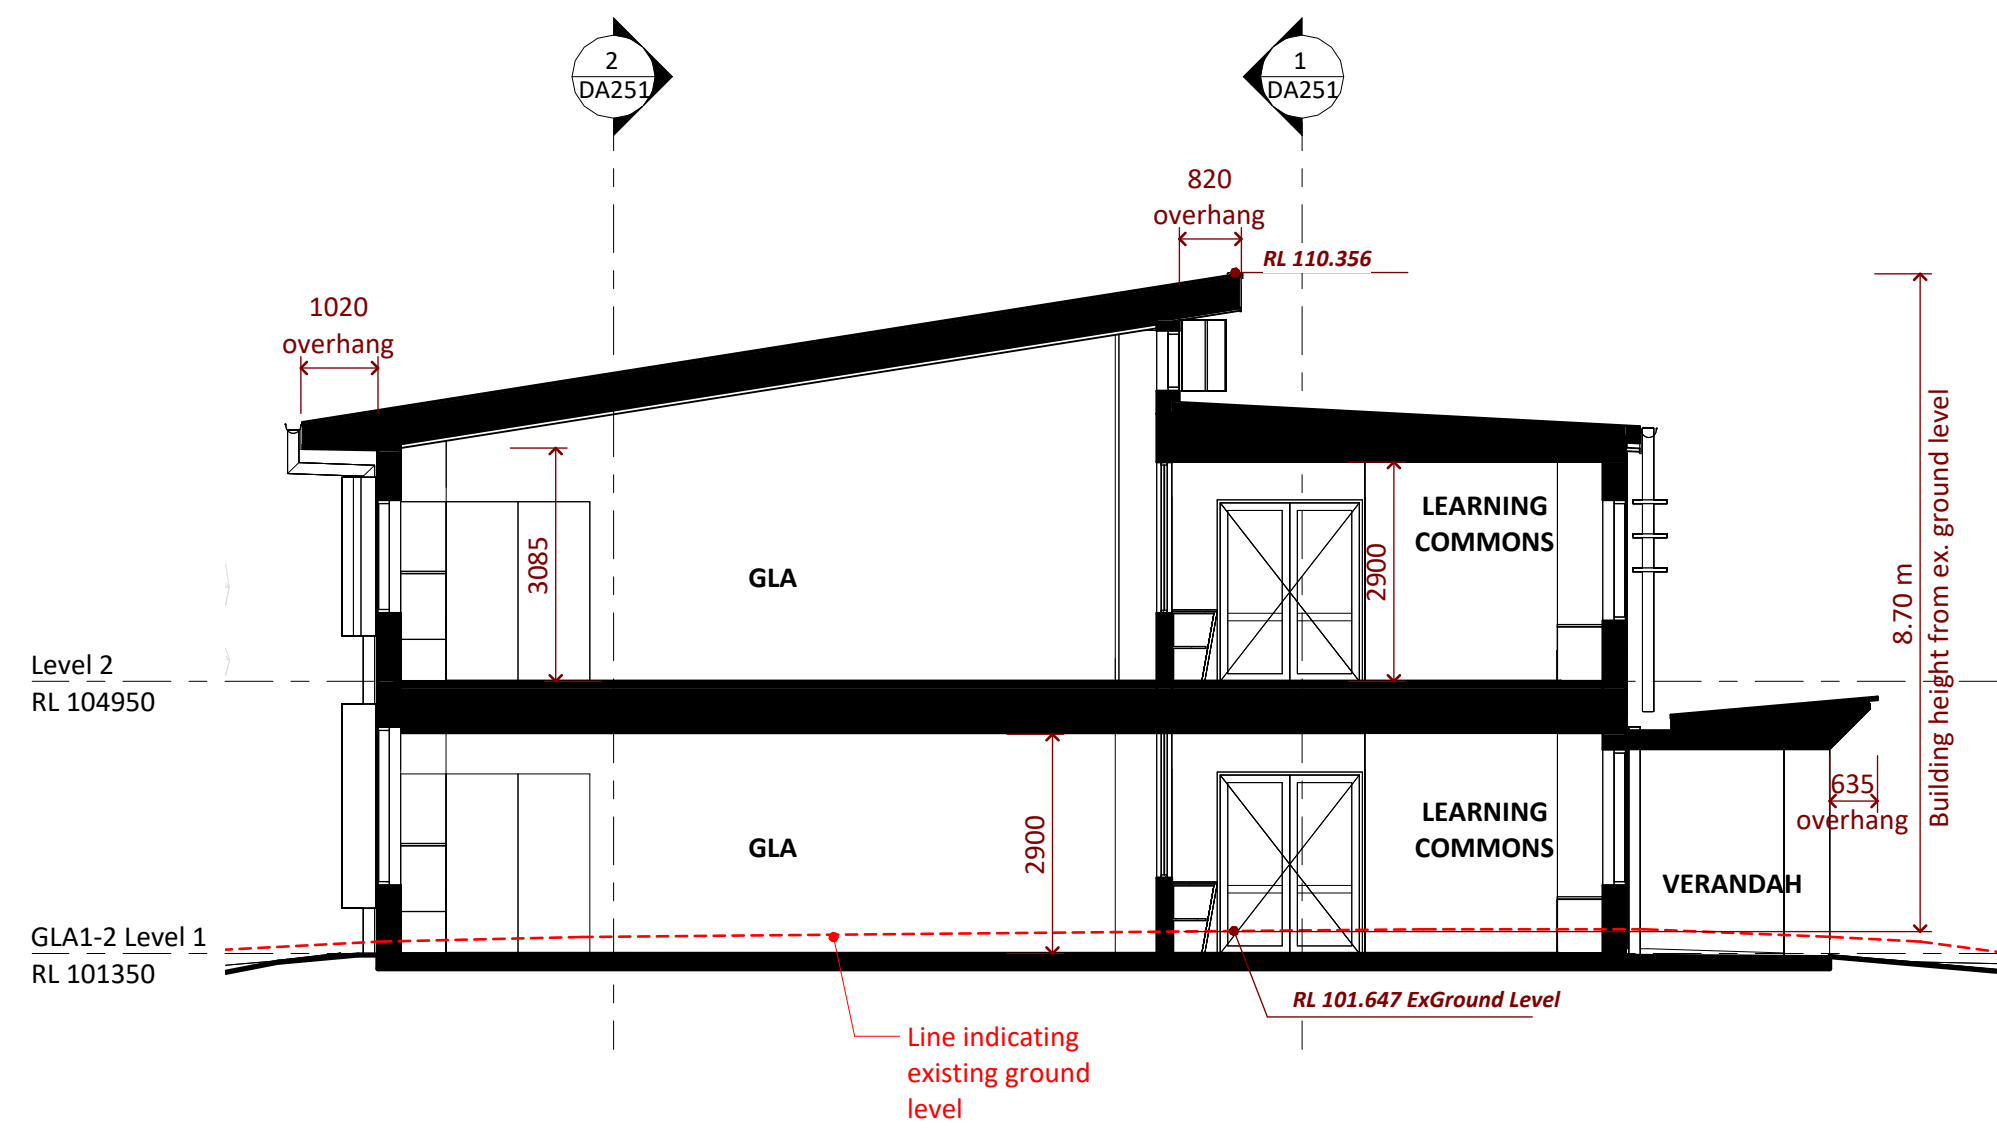 2
DA251
1
DA251
820
overhang
RL 110.356
1020
overhang
LEARNING
COMMONS
3085
2900
GLA
8.70 m
Building height from ex. ground level
Level 2
RL 104950
635
overhang
LEARNING
COMMONS
2900
GLA
VERANDAH
GLA1-2 Level 1
RL 101350
RL 101.647 ExGround Level
Line indicating
existing ground
level